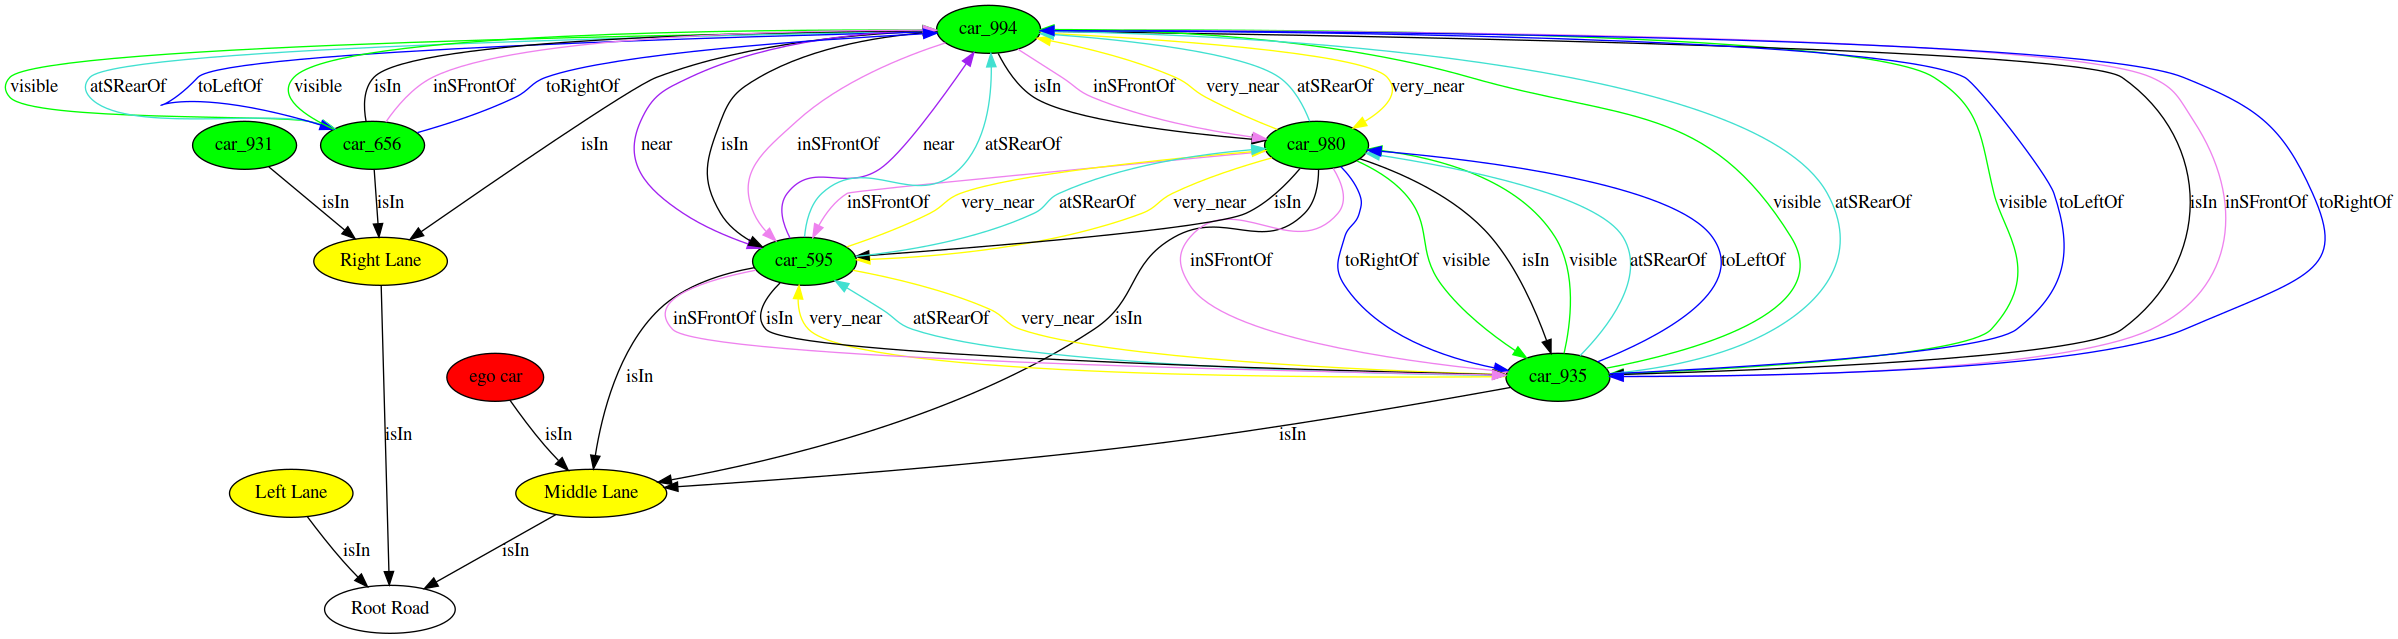 car_994
visible
atSRearOf
toLeftOf
visible
isIn
inSFrontOf
toRightOf
isIn
inSFrontOf
very_near
atSRearOf
very_near
car_931
car_656
isIn
near
isIn
inSFrontOf
near
atSRearOf
car_980
isIn
isIn
inSFrontOf
very_near
atSRearOf
very_near
isIn
visible
atSRearOf
visible
toLeftOf
isIn
inSFrontOf
toRightOf
Right Lane
car_595
inSFrontOf
toRightOf
visible
isIn
visible
atSRearOf
toLeftOf
inSFrontOf
isIn
very_near
atSRearOf
very_near
isIn
ego car
isIn
car_935
isIn
isIn
isIn
Left Lane
Middle Lane
isIn
isIn
Root Road